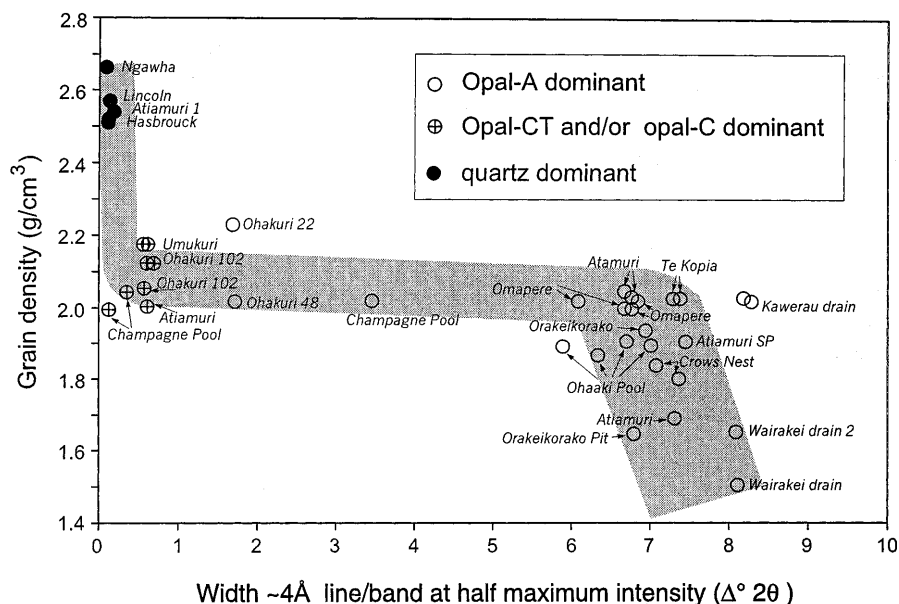 2.8
2.6
2.4
2.2
2.0
1.8
1.6
1.4
Grain density (g/cm³)
Ngawha
Lincoln
Atiamuri 1
Hasbrouck
Opal-A dominant
Opal-CT and/or opal-C dominant
quartz dominant
Ohakuri 22
Umukuri
Ohakuri 102
Ohakuri 102
Ohakuri 48
Atiamuri
Champagne Pool
Champagne Pool
Omapere
Atamuri
Te Kopia
Kawerau drain
Omapere
Orakeikorako
Atiamuri SP
Crows Nest
Ohaaki Pool
Atiamuri
Orakeikorako Pit
Wairakei drain 2
Wairakei drain
0 1 2 3 4 5 6 7 8 9 10
Width ~4Å line/band at half maximum intensity (Δ° 2θ )